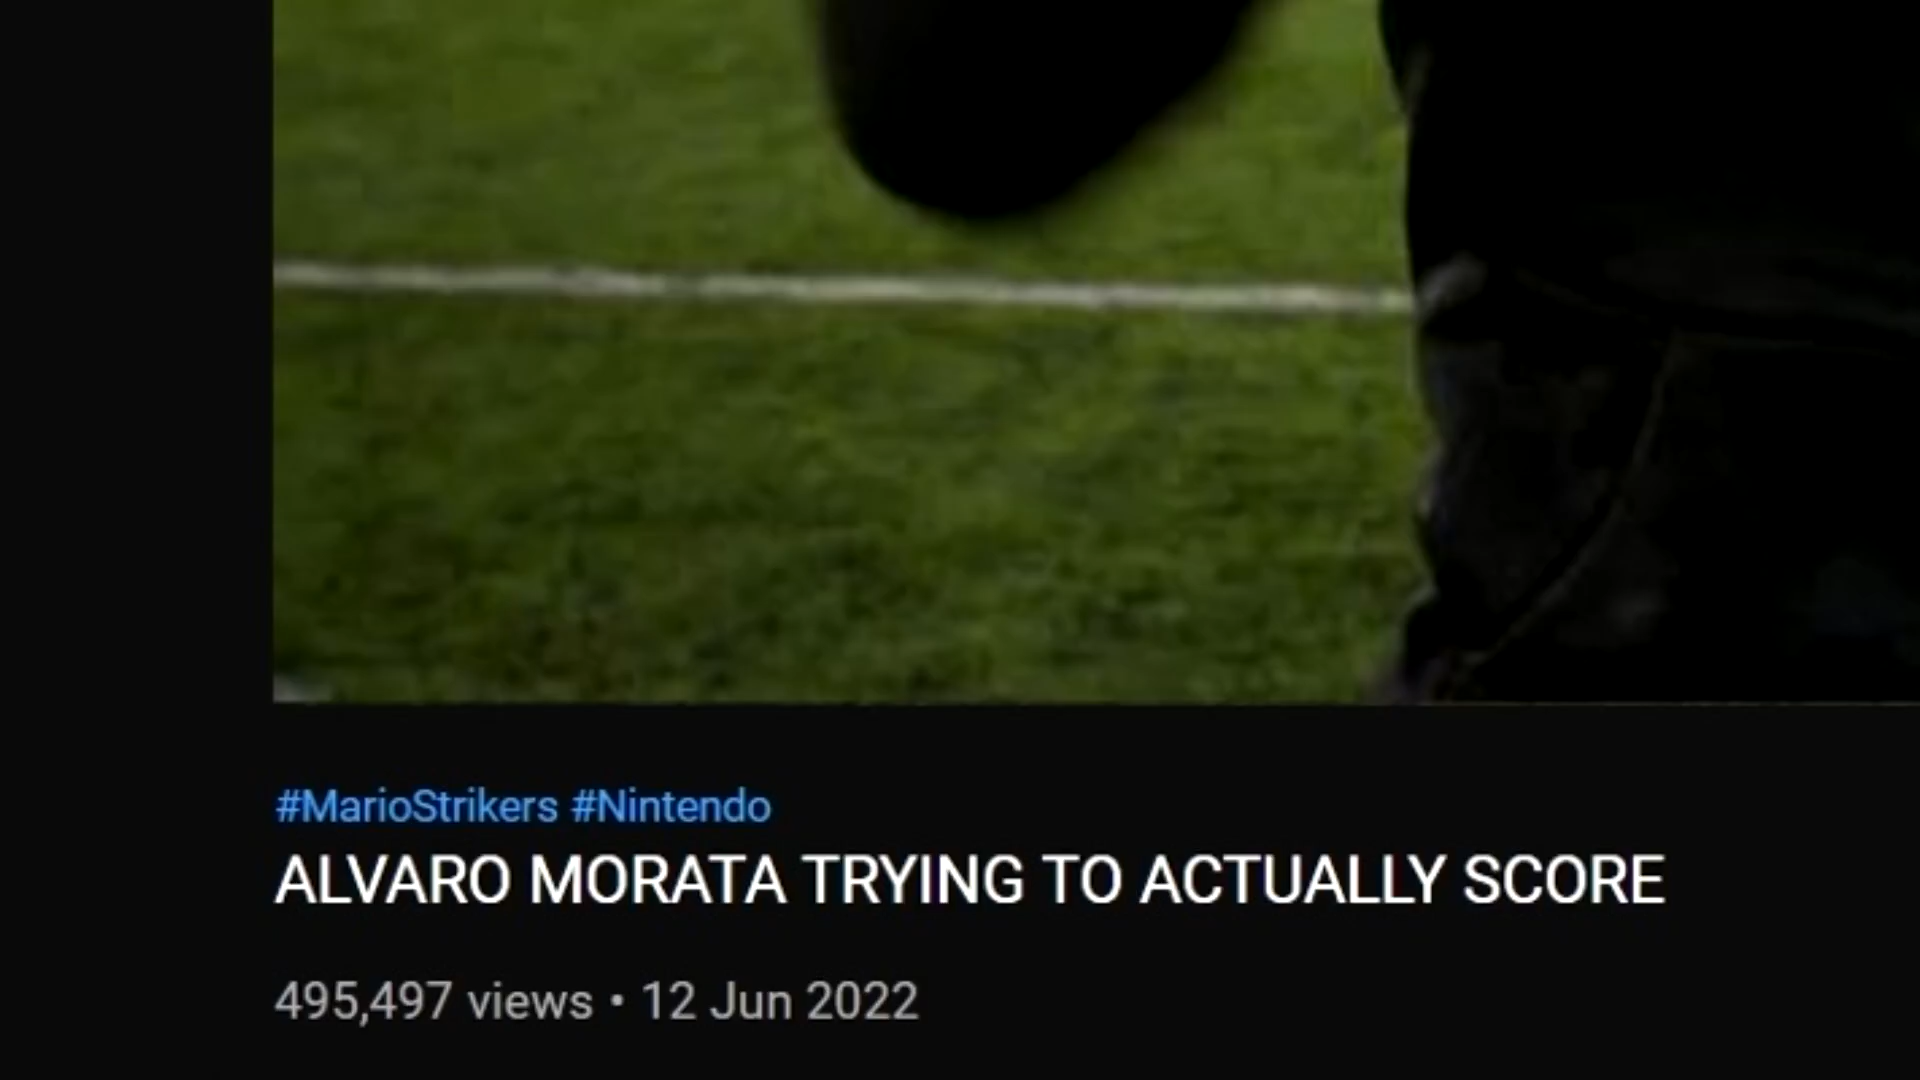 #MarioStrikers #Nintendo
ALVARO MORATA TRYING TO ACTUALLY SCORE
495,497 views • 12 Jun 2022